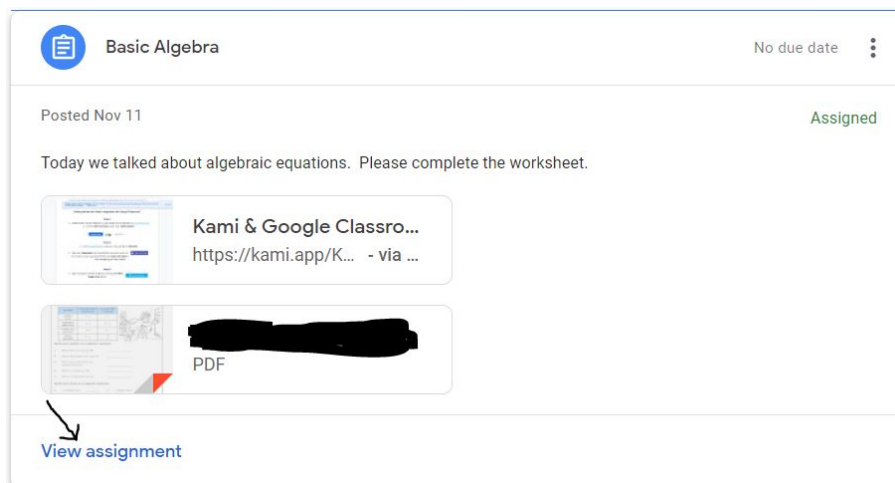 Basic Algebra
No due date
Posted Nov 11
Assigned
Today we talked about algebraic equations. Please complete the worksheet.
Kami & Google Classro...
https://kami.app/K... - via ...
PDF
View assignment